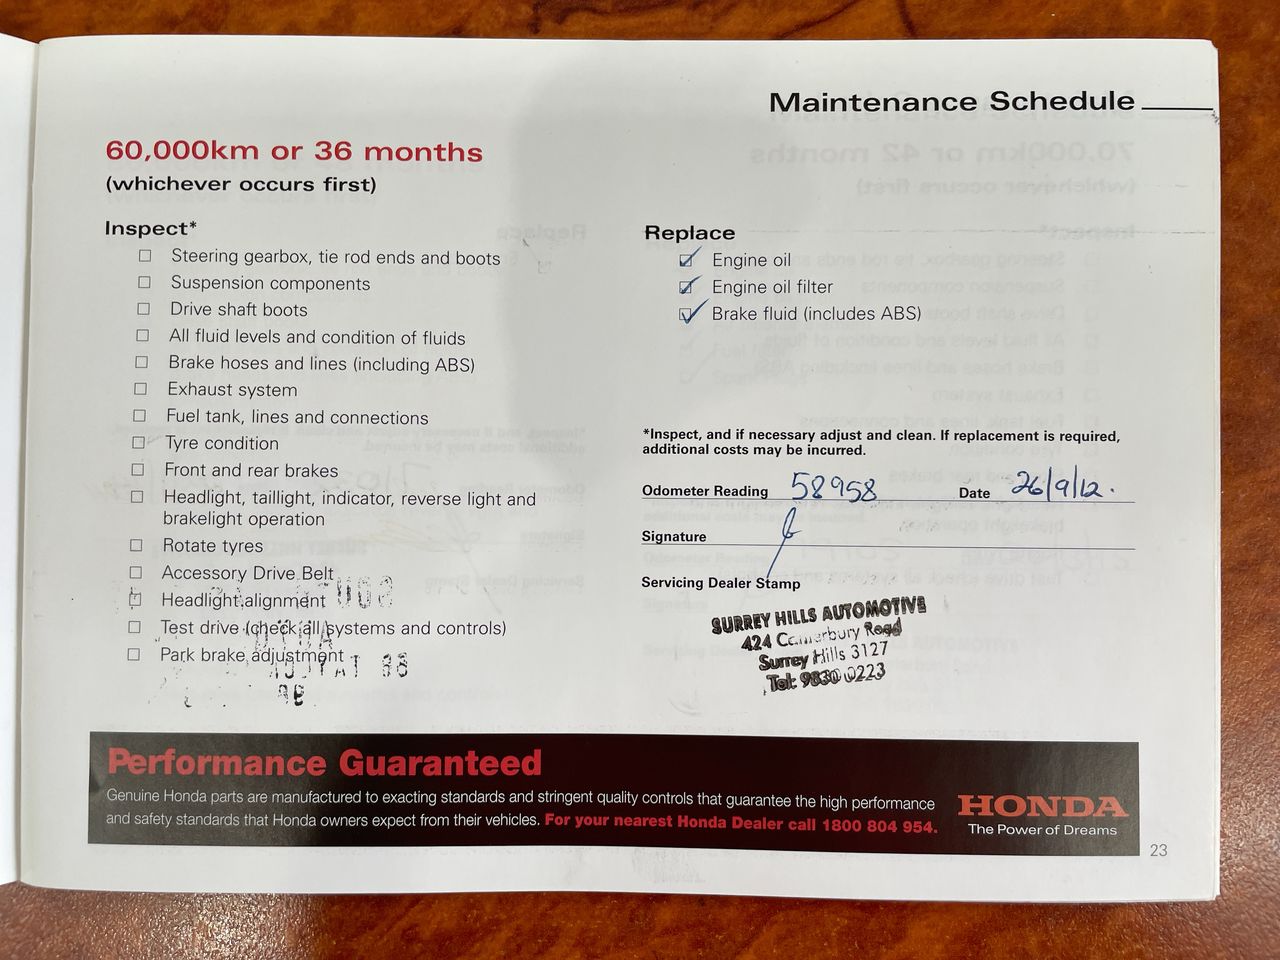 Maintenance Schedule
60,000km or 36 months
(whichever occurs first)
Inspect*
Steering gearbox, tie rod ends and boots
Suspension components
Drive shaft boots
All fluid levels and condition of fluids
Brake hoses and lines (including ABS)
Exhaust system
Fuel tank, lines and connections
Tyre condition
Front and rear brakes
Headlight, taillight, indicator, reverse light and
brakelight operation
Rotate tyres
Accessory Drive Belt
Headlight alignment
Test drive (check all systems and controls)
Park brake adjustment
Replace
Engine oil
Engine oil filter
Brake fluid (includes ABS)
*Inspect, and if necessary adjust and clean. If replacement is required,
additional costs may be incurred.
Odometer Reading 58958 Date 26/9/12.
Signature
Servicing Dealer Stamp
SURREY HILLS AUTOMOTIVE
424 Canterbury Road
Surrey Hills 3127
Tel: 9830 0223
Performance Guaranteed
Genuine Honda parts are manufactured to exacting standards and stringent quality controls that guarantee the high performance
and safety standards that Honda owners expect from their vehicles. For your nearest Honda Dealer call 1800 804 954.
HONDA
The Power of Dreams
23